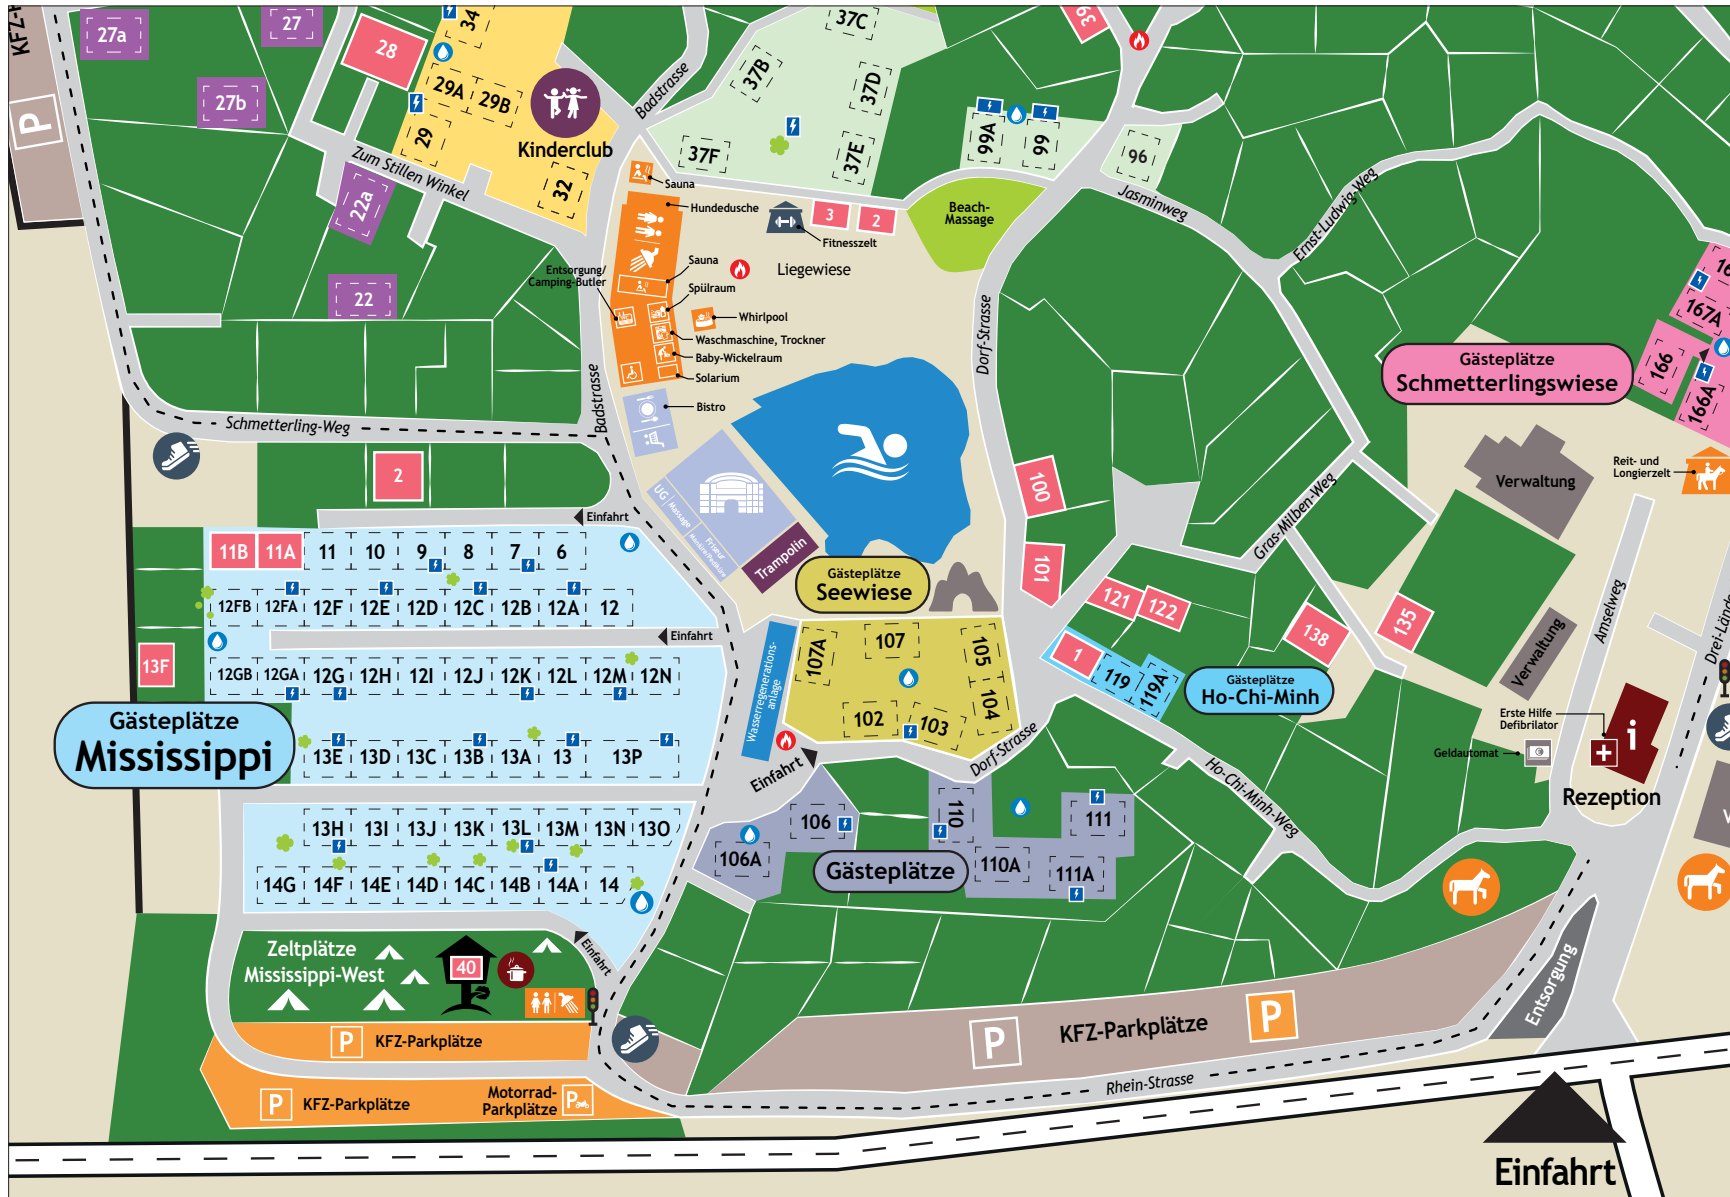 KFZ-P
P
27a
27
27b
28
34
29A
29B
29
32
Kinderclub
Zum Stillen Winkel
22a
22
Badstrasse
37C
37B
37D
37E
37F
39
99A
99
96
Jasminweg
Ernst-Ludwig-Weg
Beach-
Massage
Sauna
Hundedusche
3
2
Fitnesszelt
Liegewiese
Entsorgung/
Camping-Butler
Sauna
Spülraum
Whirlpool
Waschmaschine, Trockner
Baby-Wickelraum
Solarium
Bistro
Badstrasse
Dorf-Strasse
Schmetterling-Weg
Gästeplätze
Schmetterlingswiese
167A
166
166A
Reit- und
Longierzelt
Verwaltung
2
Einfahrt
UG
Massage
Friseur
Maniküre/Pediküre
Trampolin
100
101
Gras-Milben-Weg
11B
11A
11
10
9
8
7
6
12FB
12FA
12F
12E
12D
12C
12B
12A
12
Einfahrt
Gästeplätze
Seewiese
121
122
138
135
Verwaltung
Amselweg
Drei-Lände
13F
12GB
12GA
12G
12H
12I
12J
12K
12L
12M
12N
Wasserregenerations-
anlage
107A
107
105
104
102
103
1
119
119A
Gästeplätze
Ho-Chi-Minh
Gästeplätze
Mississippi
13E
13D
13C
13B
13A
13
13P
Einfahrt
Dorf-Strasse
Ho-Chi-Minh-Weg
Erste Hilfe
Defibrilator
Geldautomat
i
Rezeption
V
13H
13I
13J
13K
13L
13M
13N
13O
14G
14F
14E
14D
14C
14B
14A
14
106
106A
Gästeplätze
110
110A
111
111A
Zeltplätze
Mississippi-West
40
Einfahrt
P
KFZ-Parkplätze
P
KFZ-Parkplätze
Motorrad-
Parkplätze
P
P
KFZ-Parkplätze
P
Entsorgung
Rhein-Strasse
Einfahrt